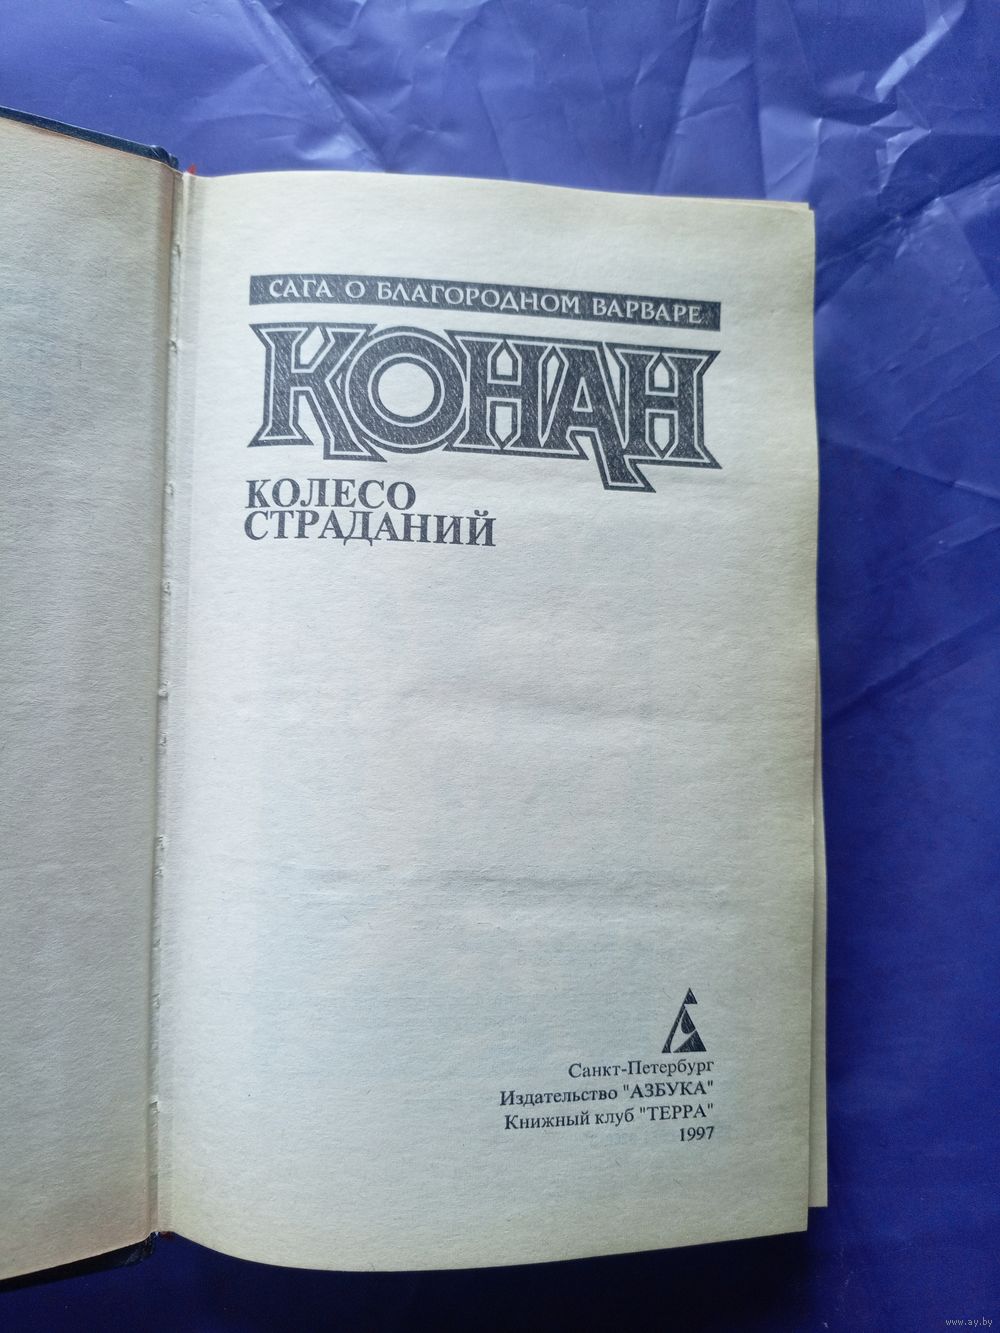 САГА О БЛАГОРОДНОМ ВАРВАРЕ
КОНАН
КОЛЕСО
СТРАДАНИЙ
Санкт-Петербург
Издательство "АЗБУКА"
Книжный клуб "ТЕРРА"
1997
www.ay.by